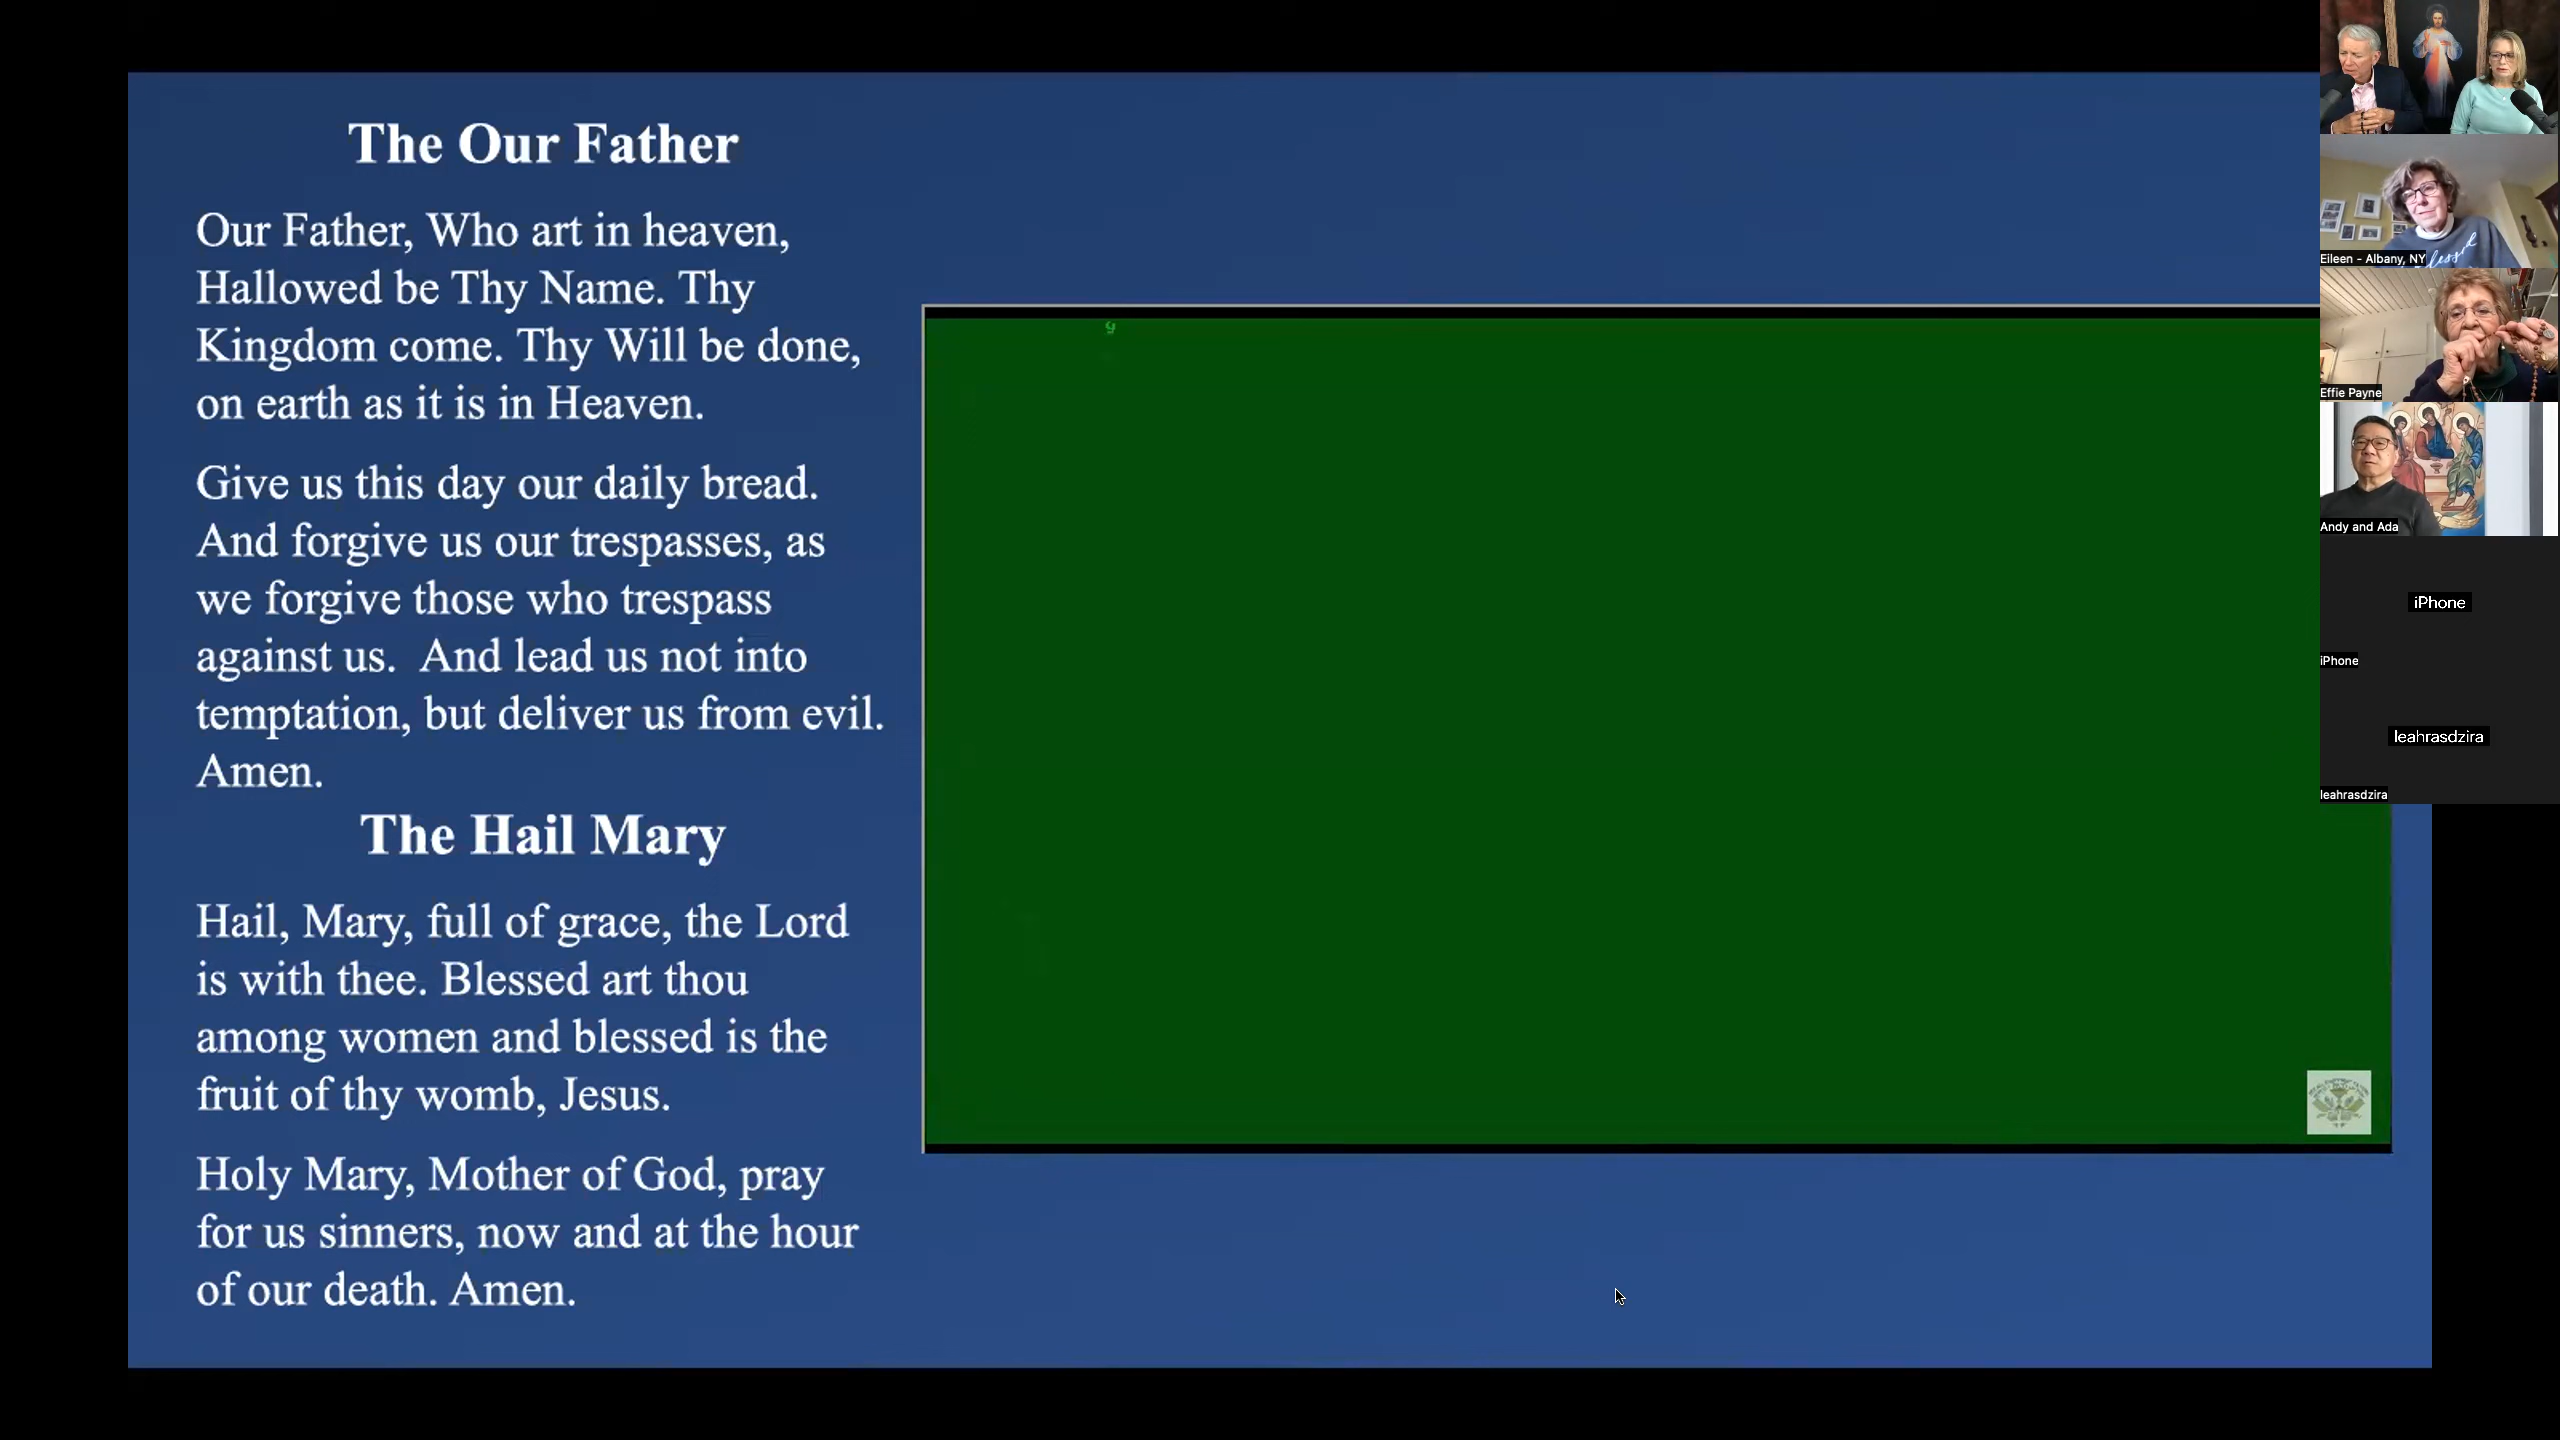 The Our Father
Our Father, Who art in heaven,
Hallowed be Thy Name. Thy
Kingdom come. Thy Will be done,
on earth as it is in Heaven.
Give us this day our daily bread.
And forgive us our trespasses, as
we forgive those who trespass
against us.  And lead us not into
temptation, but deliver us from evil.
Amen.
The Hail Mary
Hail, Mary, full of grace, the Lord
is with thee. Blessed art thou
among women and blessed is the
fruit of thy womb, Jesus.
Holy Mary, Mother of God, pray
for us sinners, now and at the hour
of our death. Amen.
Eileen - Albany, NY
Effie Payne
Andy and Ada
iPhone
iPhone
leahrasdzira
leahrasdzira